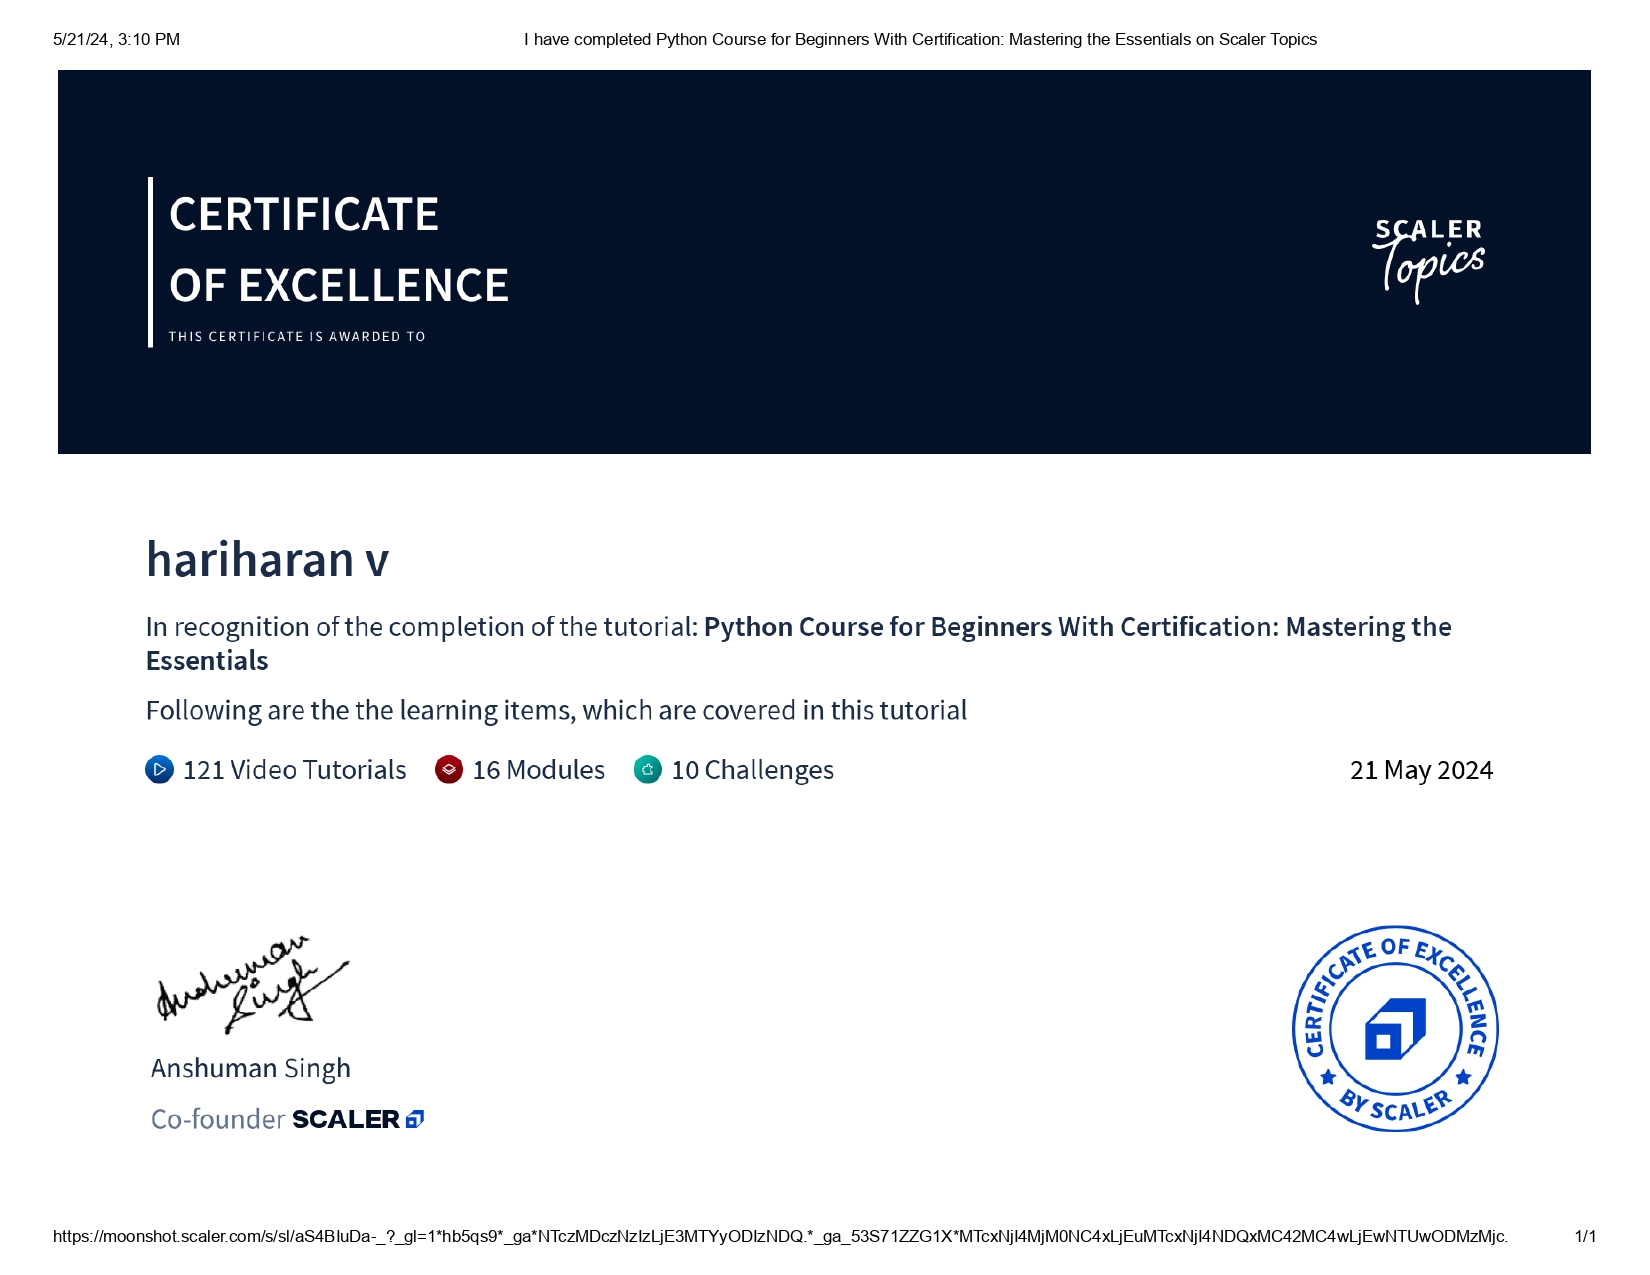 5/21/24, 3:10 PM I have completed Python Course for Beginners With Certification: Mastering the Essentials on Scaler Topics
CERTIFICATE
OF EXCELLENCE
THIS CERTIFICATE IS AWARDED TO
SCALER
Topics
hariharan v
In recognition of the completion of the tutorial: Python Course for Beginners With Certification: Mastering the
Essentials
Following are the the learning items, which are covered in this tutorial
121 Video Tutorials 16 Modules 10 Challenges 21 May 2024
Anshuman
Singh
Anshuman Singh
Co-founder SCALER
CERTIFICATE OF EXCELLENCE
BY SCALER
https://moonshot.scaler.com/s/sl/aS4BIuDa-_?_gl=1*hb5qs9*_ga*NTczMDczNzIzLjE3MTYyODIzNDQ.*_ga_53S71ZZG1X*MTcxNjI4MjM0NC4xLjEuMTcxNjI4NDQxMC42MC4wLjEwNTUwODMzMjc. 1/1